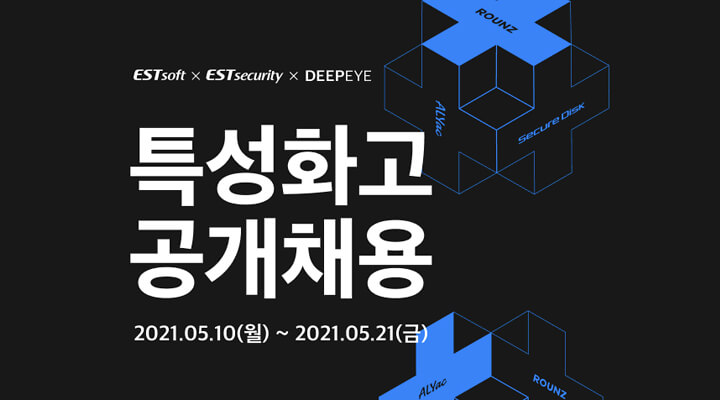 ROUNZ
ESTsoft × ESTsecurity × DEEPEYE
ALYac
Secure Disk
특성화고
공개채용
2021.05.10(월) ~ 2021.05.21(금)
ALYac
ROUNZ